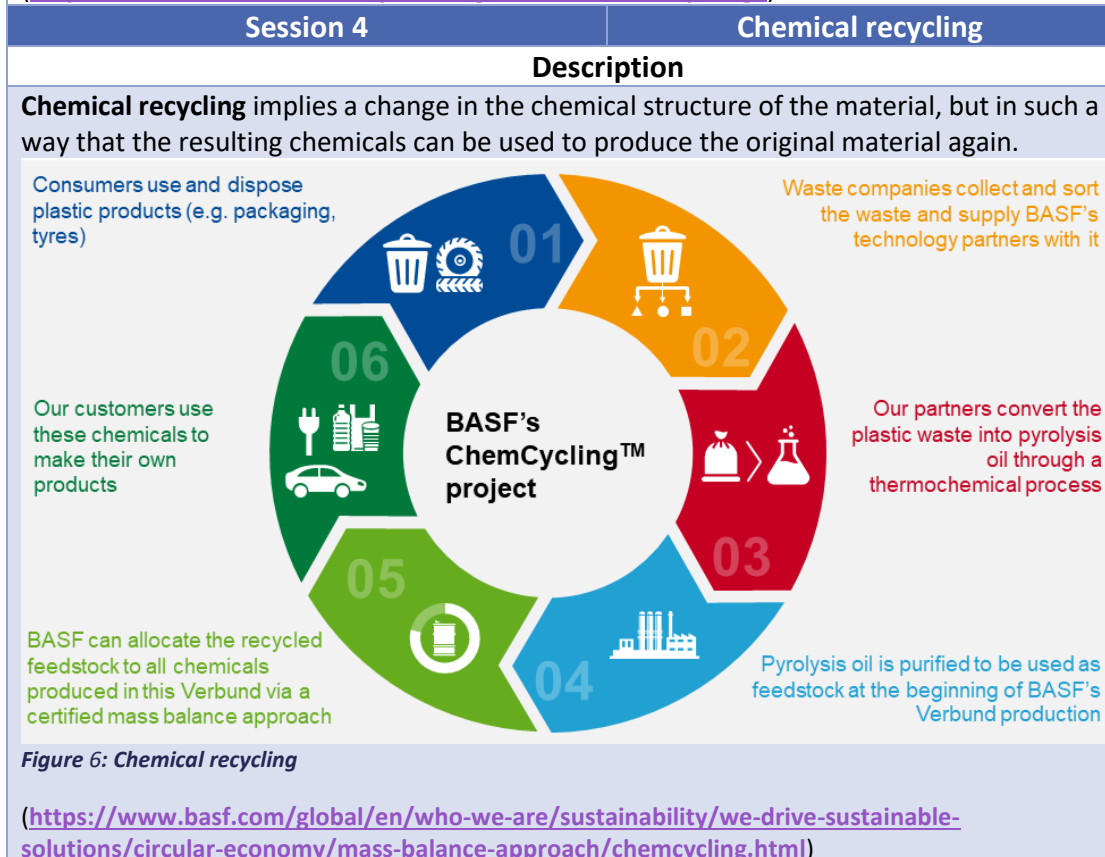 Session 4
Chemical recycling
Description
Chemical recycling implies a change in the chemical structure of the material, but in such a
way that the resulting chemicals can be used to produce the original material again.
Consumers use and dispose
plastic products (e.g. packaging,
tyres)
01
Waste companies collect and sort
the waste and supply BASF's
technology partners with it
02
Our partners convert the
plastic waste into pyrolysis
oil through a
thermochemical process
03
Pyrolysis oil is purified to be used as
feedstock at the beginning of BASF's
Verbund production
04
BASF can allocate the recycled
feedstock to all chemicals
produced in this Verbund via a
certified mass balance approach
05
Our customers use
these chemicals to
make their own
products
06
BASF's
ChemCycling™
project
Figure 6: Chemical recycling
(https://www.basf.com/global/en/who-we-are/sustainability/we-drive-sustainable-
solutions/circular-economy/mass-balance-approach/chemcycling.html)